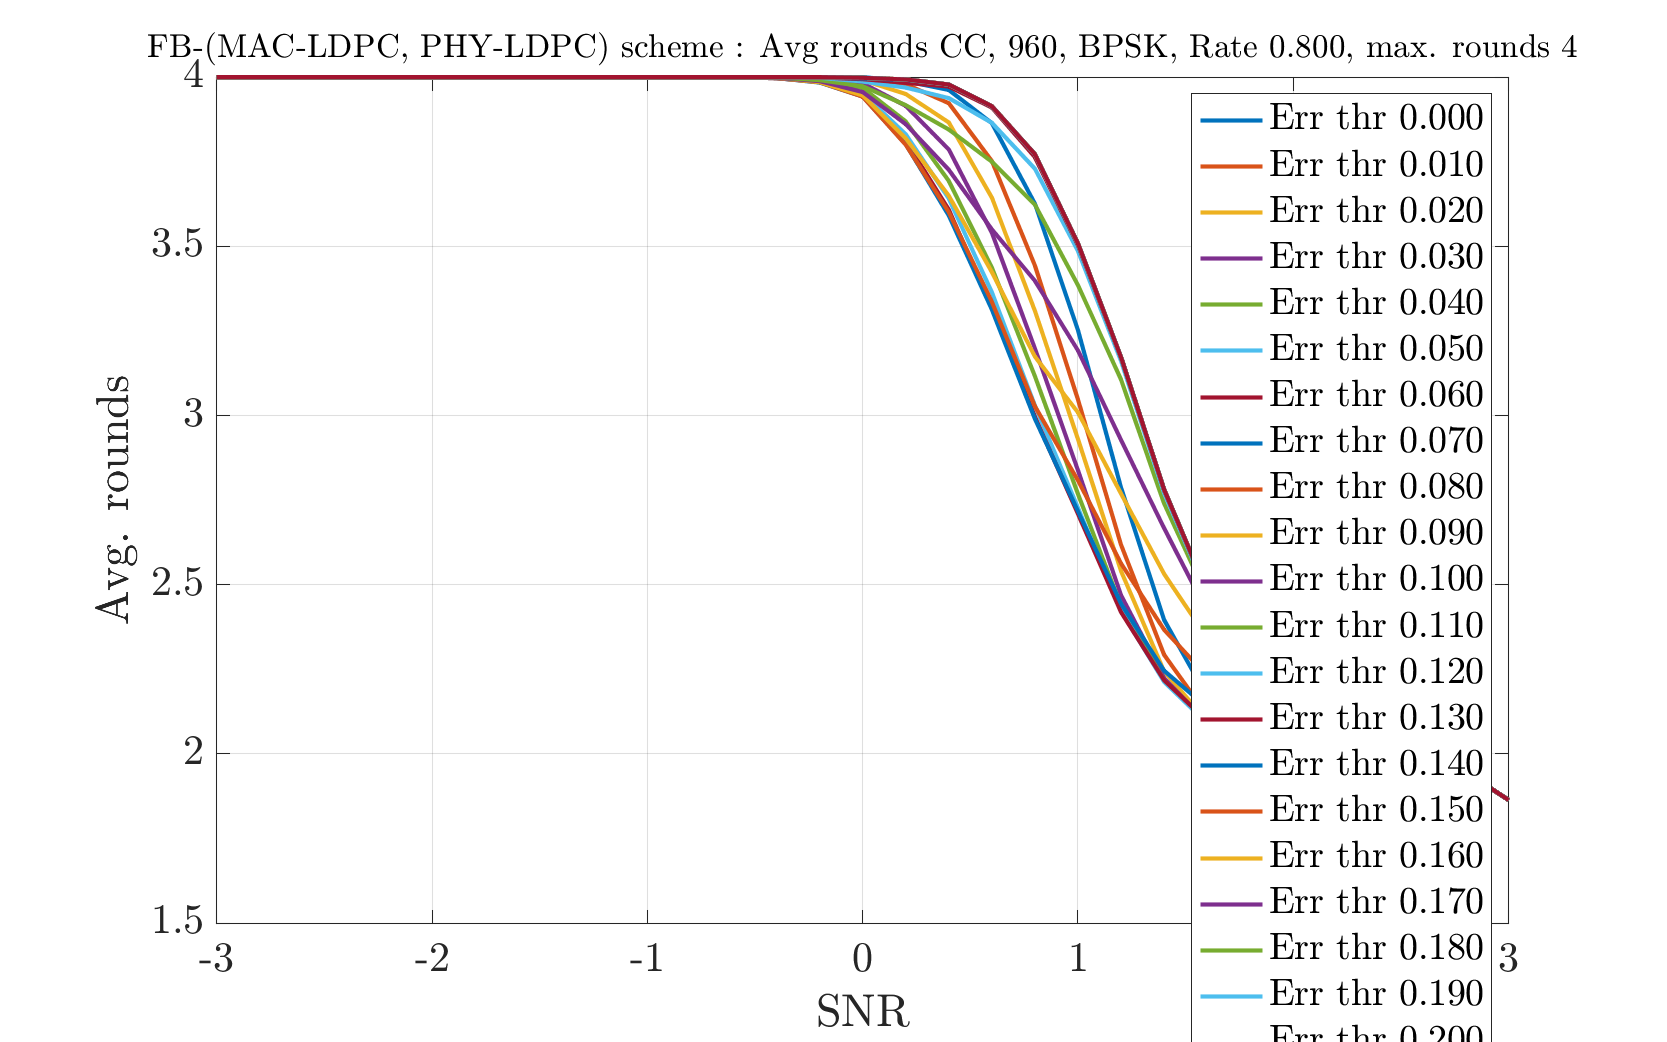 FB-(MAC-LDPC, PHY-LDPC) scheme : Avg rounds CC, 960, BPSK, Rate 0.800, max. rounds 4
4
3.5
3
2.5
2
1.5
Avg. rounds
-3
-2
-1
0
1
3
SNR
Err thr 0.000
Err thr 0.010
Err thr 0.020
Err thr 0.030
Err thr 0.040
Err thr 0.050
Err thr 0.060
Err thr 0.070
Err thr 0.080
Err thr 0.090
Err thr 0.100
Err thr 0.110
Err thr 0.120
Err thr 0.130
Err thr 0.140
Err thr 0.150
Err thr 0.160
Err thr 0.170
Err thr 0.180
Err thr 0.190
Err thr 0.200